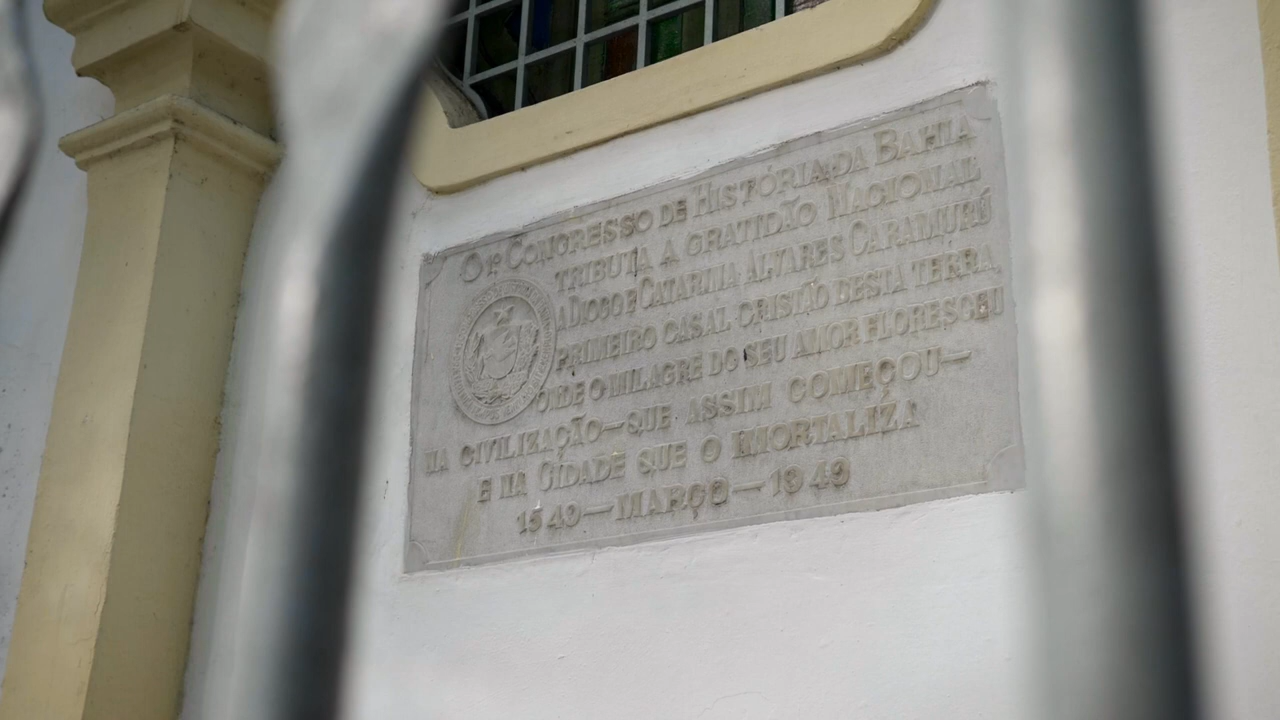 O 1º CONGRESSO DE HISTÓRIA DA BAHIA
TRIBUTA A GRATIDÃO NACIONAL
A DIOGO E CATARINA ALVARES CARAMURÚ
PRIMEIRO CASAL CRISTÃO DESTA TERRA,
ONDE O MILAGRE DO SEU AMOR FLORESCEU
NA CIVILIZAÇÃO—QUE ASSIM COMEÇOU—
E NA CIDADE QUE O IMORTALIZA
1549—MARÇO—1949